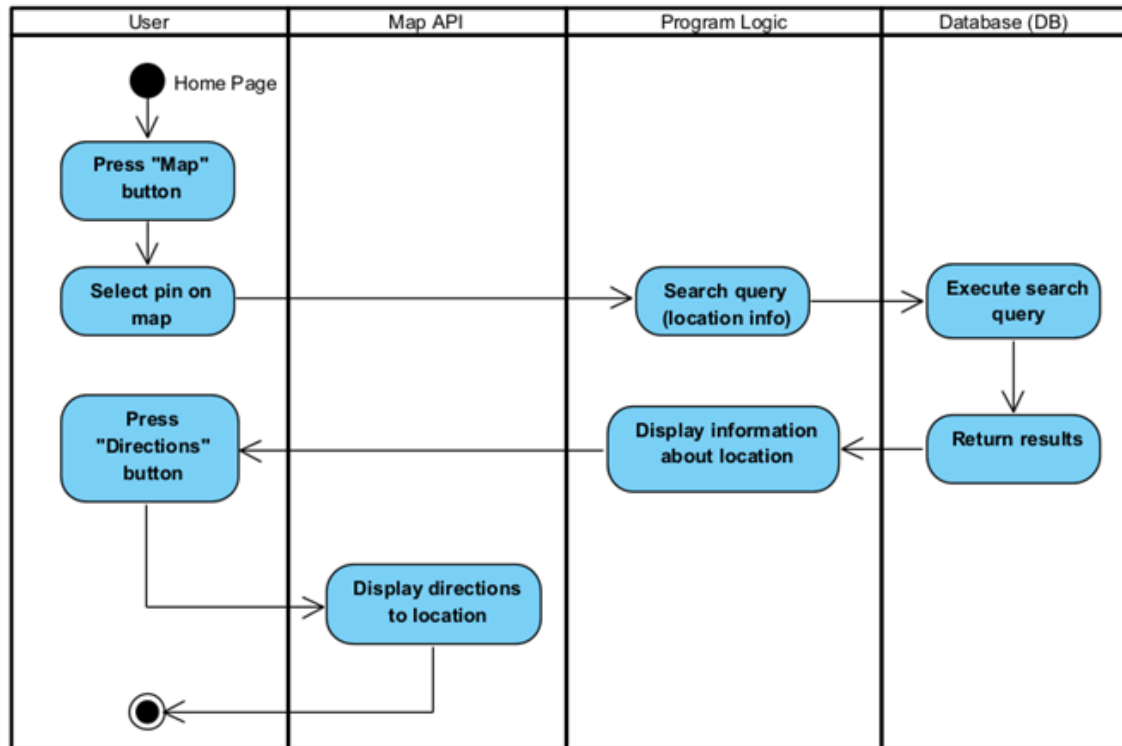 User
Map API
Program Logic
Database (DB)
Home Page
Press "Map"
button
Select pin on
map
Search query
(location info)
Execute search
query
Press
"Directions"
button
Display information
about location
Return results
Display directions
to location